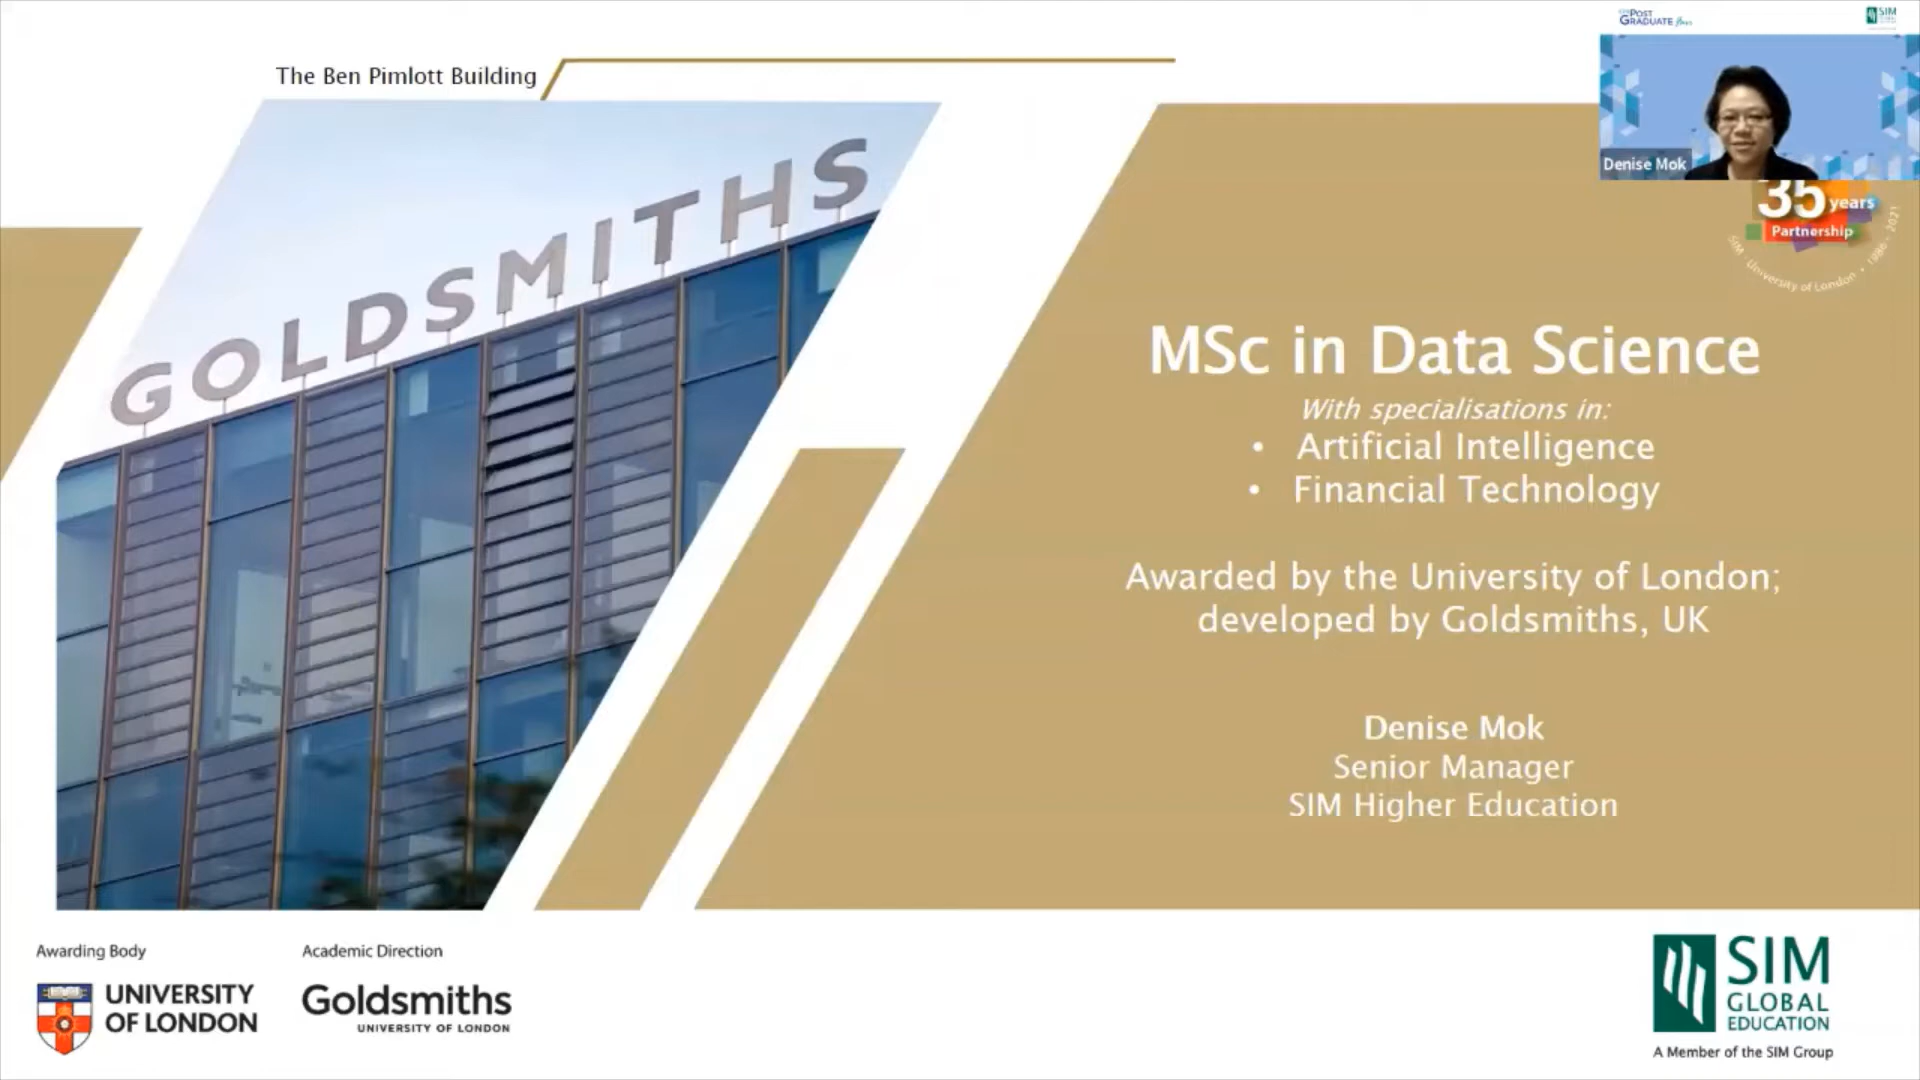 POST
GRADUATE
SIM
The Ben Pimlott Building
Denise Mok
35 years
Partnership
SIM - University of London • 1986 - 2021
GOLDSMITHS
MSc in Data Science
With specialisations in:
• Artificial Intelligence
• Financial Technology
Awarded by the University of London;
developed by Goldsmiths, UK
Denise Mok
Senior Manager
SIM Higher Education
Awarding Body
UNIVERSITY
OF LONDON
Academic Direction
Goldsmiths
UNIVERSITY OF LONDON
SIM
GLOBAL
EDUCATION
A Member of the SIM Group